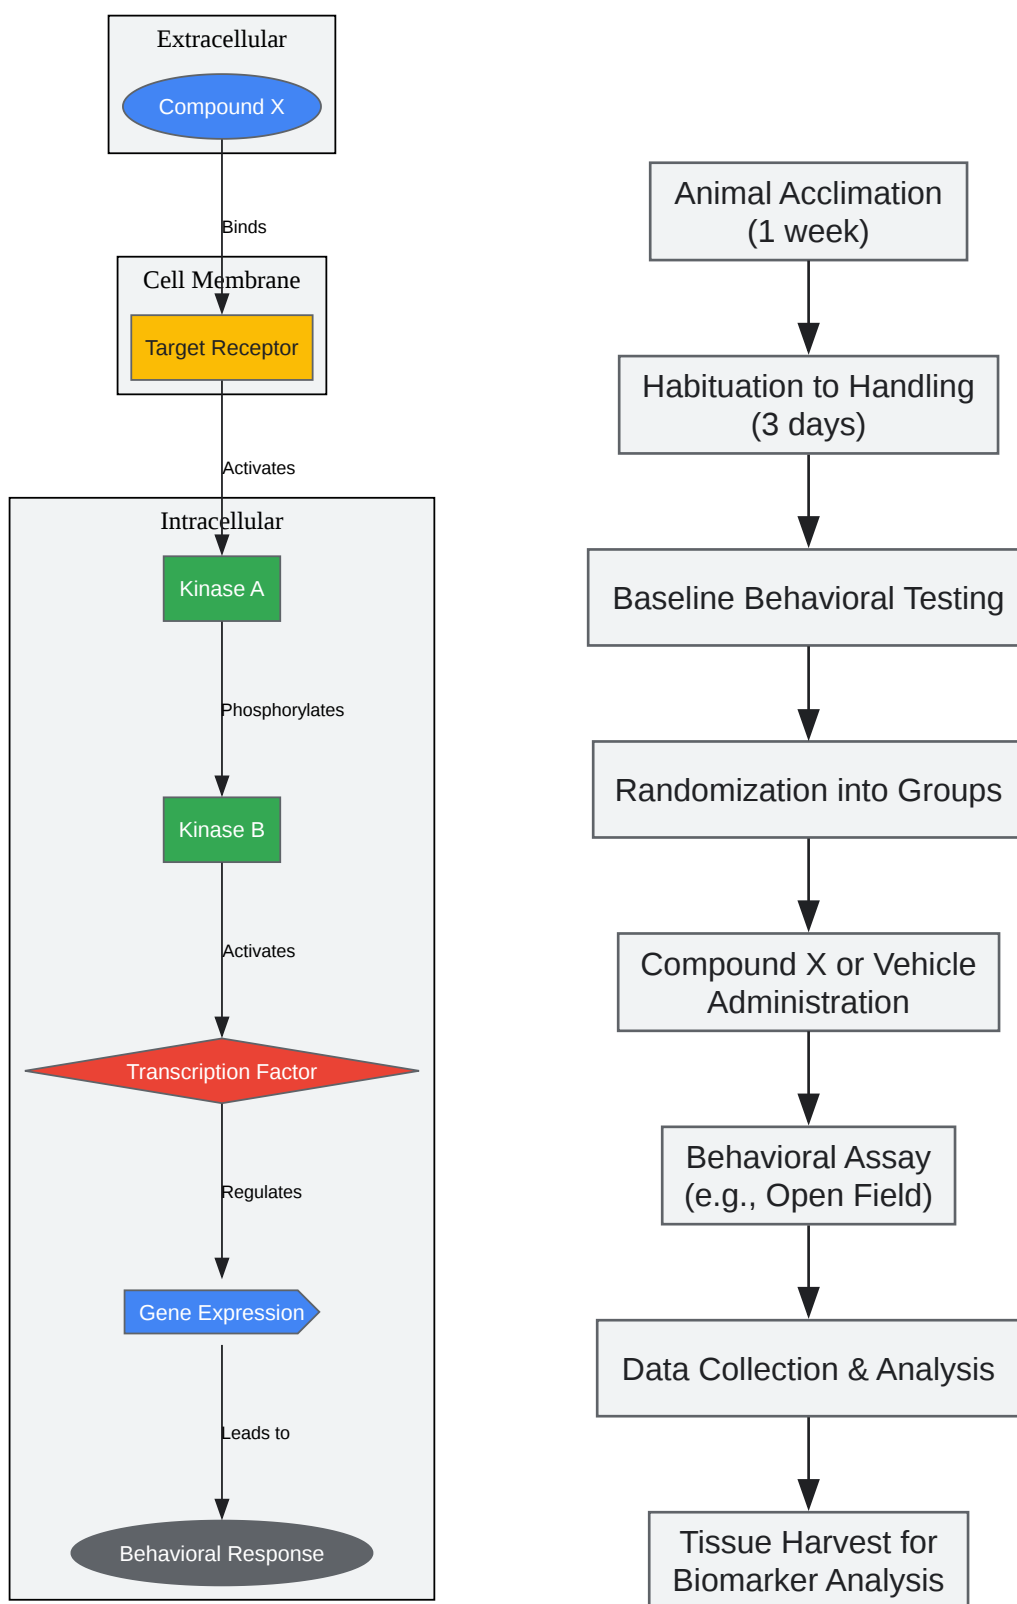 Extracellular
Compound X
Binds
Cell Membrane
Target Receptor
Activates
Intracellular
Kinase A
Phosphorylates
Kinase B
Activates
Transcription Factor
Regulates
Gene Expression
Leads to
Behavioral Response
Animal Acclimation
(1 week)
Habituation to Handling
(3 days)
Baseline Behavioral Testing
Randomization into Groups
Compound X or Vehicle
Administration
Behavioral Assay
(e.g., Open Field)
Data Collection & Analysis
Tissue Harvest for
Biomarker Analysis